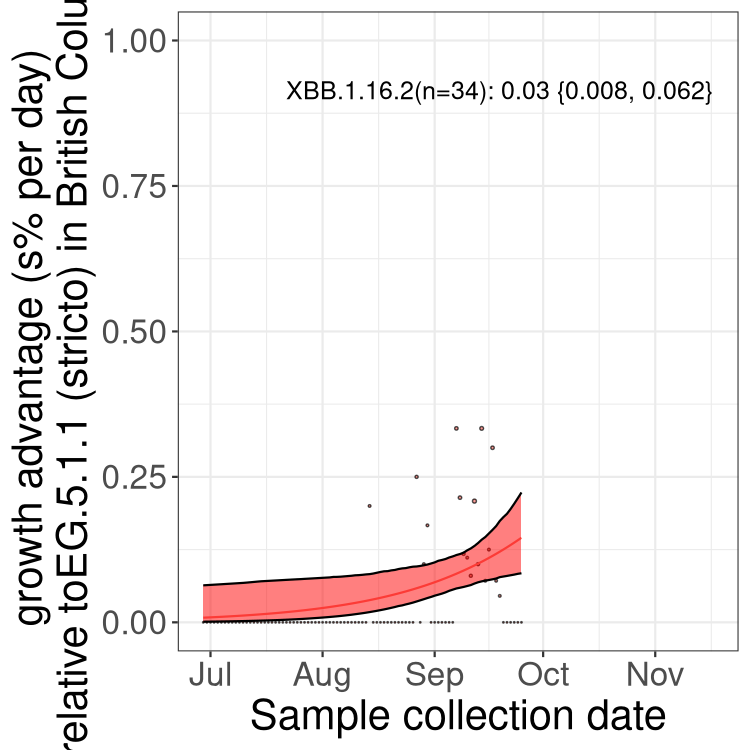 growth advantage (s% per day)
relative toEG.5.1.1 (stricto) in British Colu
1.00
0.75
0.50
0.25
0.00
XBB.1.16.2(n=34): 0.03 {0.008, 0.062}
Jul Aug Sep Oct Nov
Sample collection date